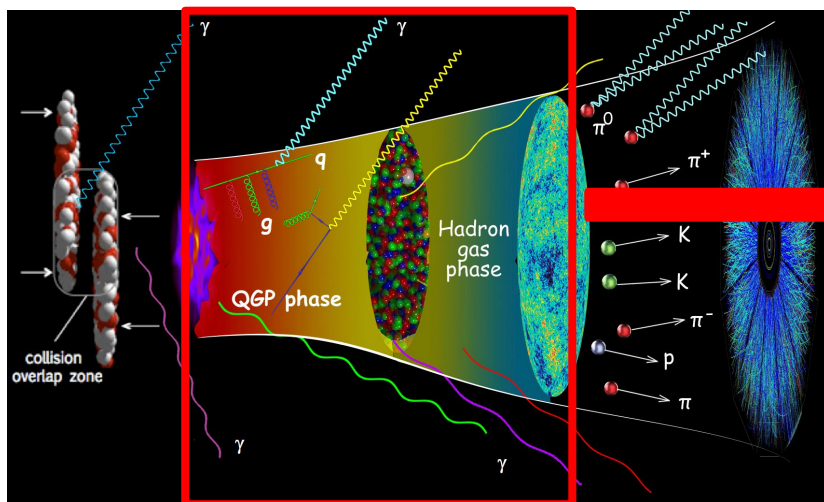 γ
γ
π⁰
q
π⁺
g
Hadron
gas
phase
K
QGP phase
K
π⁻
collision
overlap zone
p
π
γ
γ